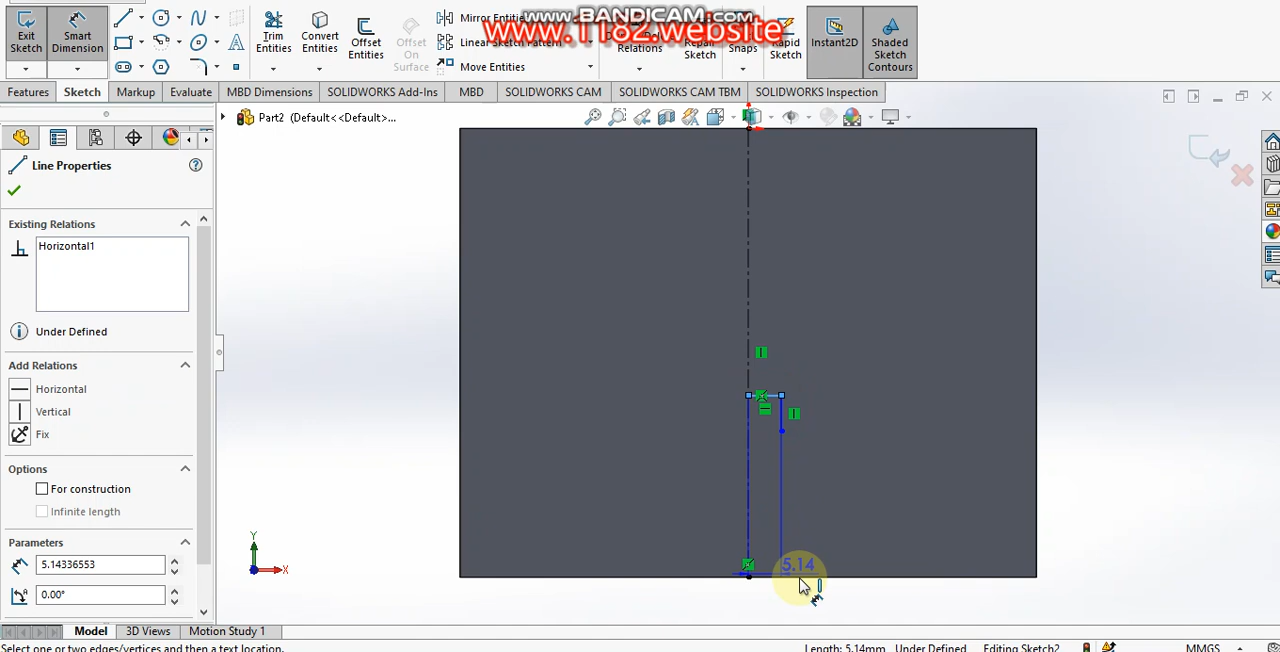 www.BANDICAM.com
www.1182.website
Exit Sketch
Smart Dimension
Trim Entities
Convert Entities
Offset Entities
Offset On Surface
Mirror Entities
Linear Sketch Pattern
Move Entities
Relations
Repair Sketch
Snaps
Rapid Sketch
Instant2D
Shaded Sketch Contours
Features Sketch Markup Evaluate MBD Dimensions SOLIDWORKS Add-Ins MBD SOLIDWORKS CAM SOLIDWORKS CAM TBM SOLIDWORKS Inspection
Part2 (Default<<Default>...
Line Properties
Existing Relations
Horizontal1
Under Defined
Add Relations
Horizontal
Vertical
Fix
Options
For construction
Infinite length
Parameters
5.14336553
0.00°
5.14
Y
X
Model 3D Views Motion Study 1
Select one or two edges/vertices and then a text location.
Length: 5.14mm Under Defined Editing Sketch2 MMGS